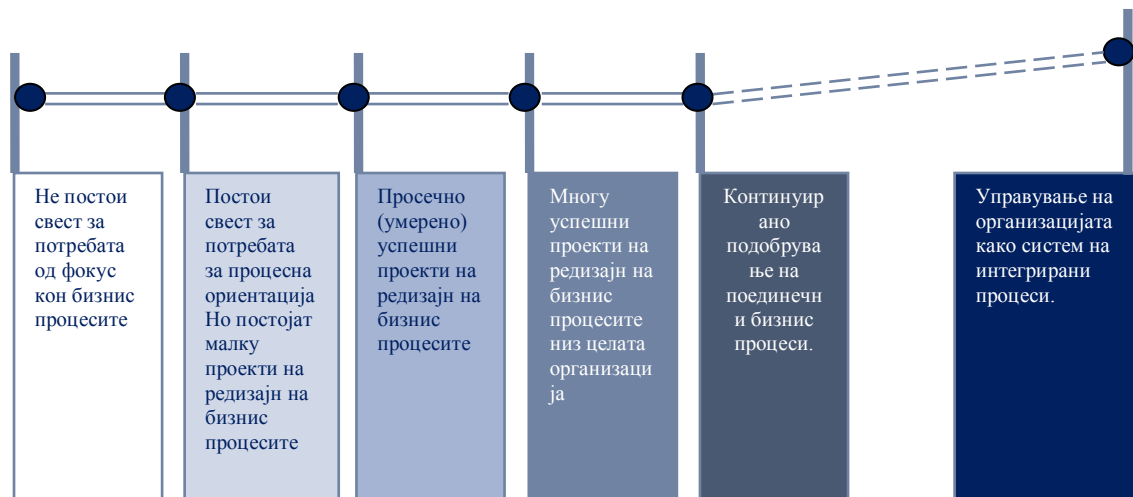 Не постои
свест за
потребата
од фокус
кон бизнис
процесите
Постои
свест за
потребата
за процесна
ориентација
Но постојат
малку
проекти на
редизајн на
бизнис
процесите
Просечно
(умерено)
успешни
проекти на
редизајн на
бизнис
процесите
Многу
успешни
проекти на
редизајн на
бизнис
процесите
низ целата
организаци
ја
Континуир
ано
подобрува
ње на
поединечн
и бизнис
процеси.
Управување на
организацијата
како систем на
интегрирани
процеси.